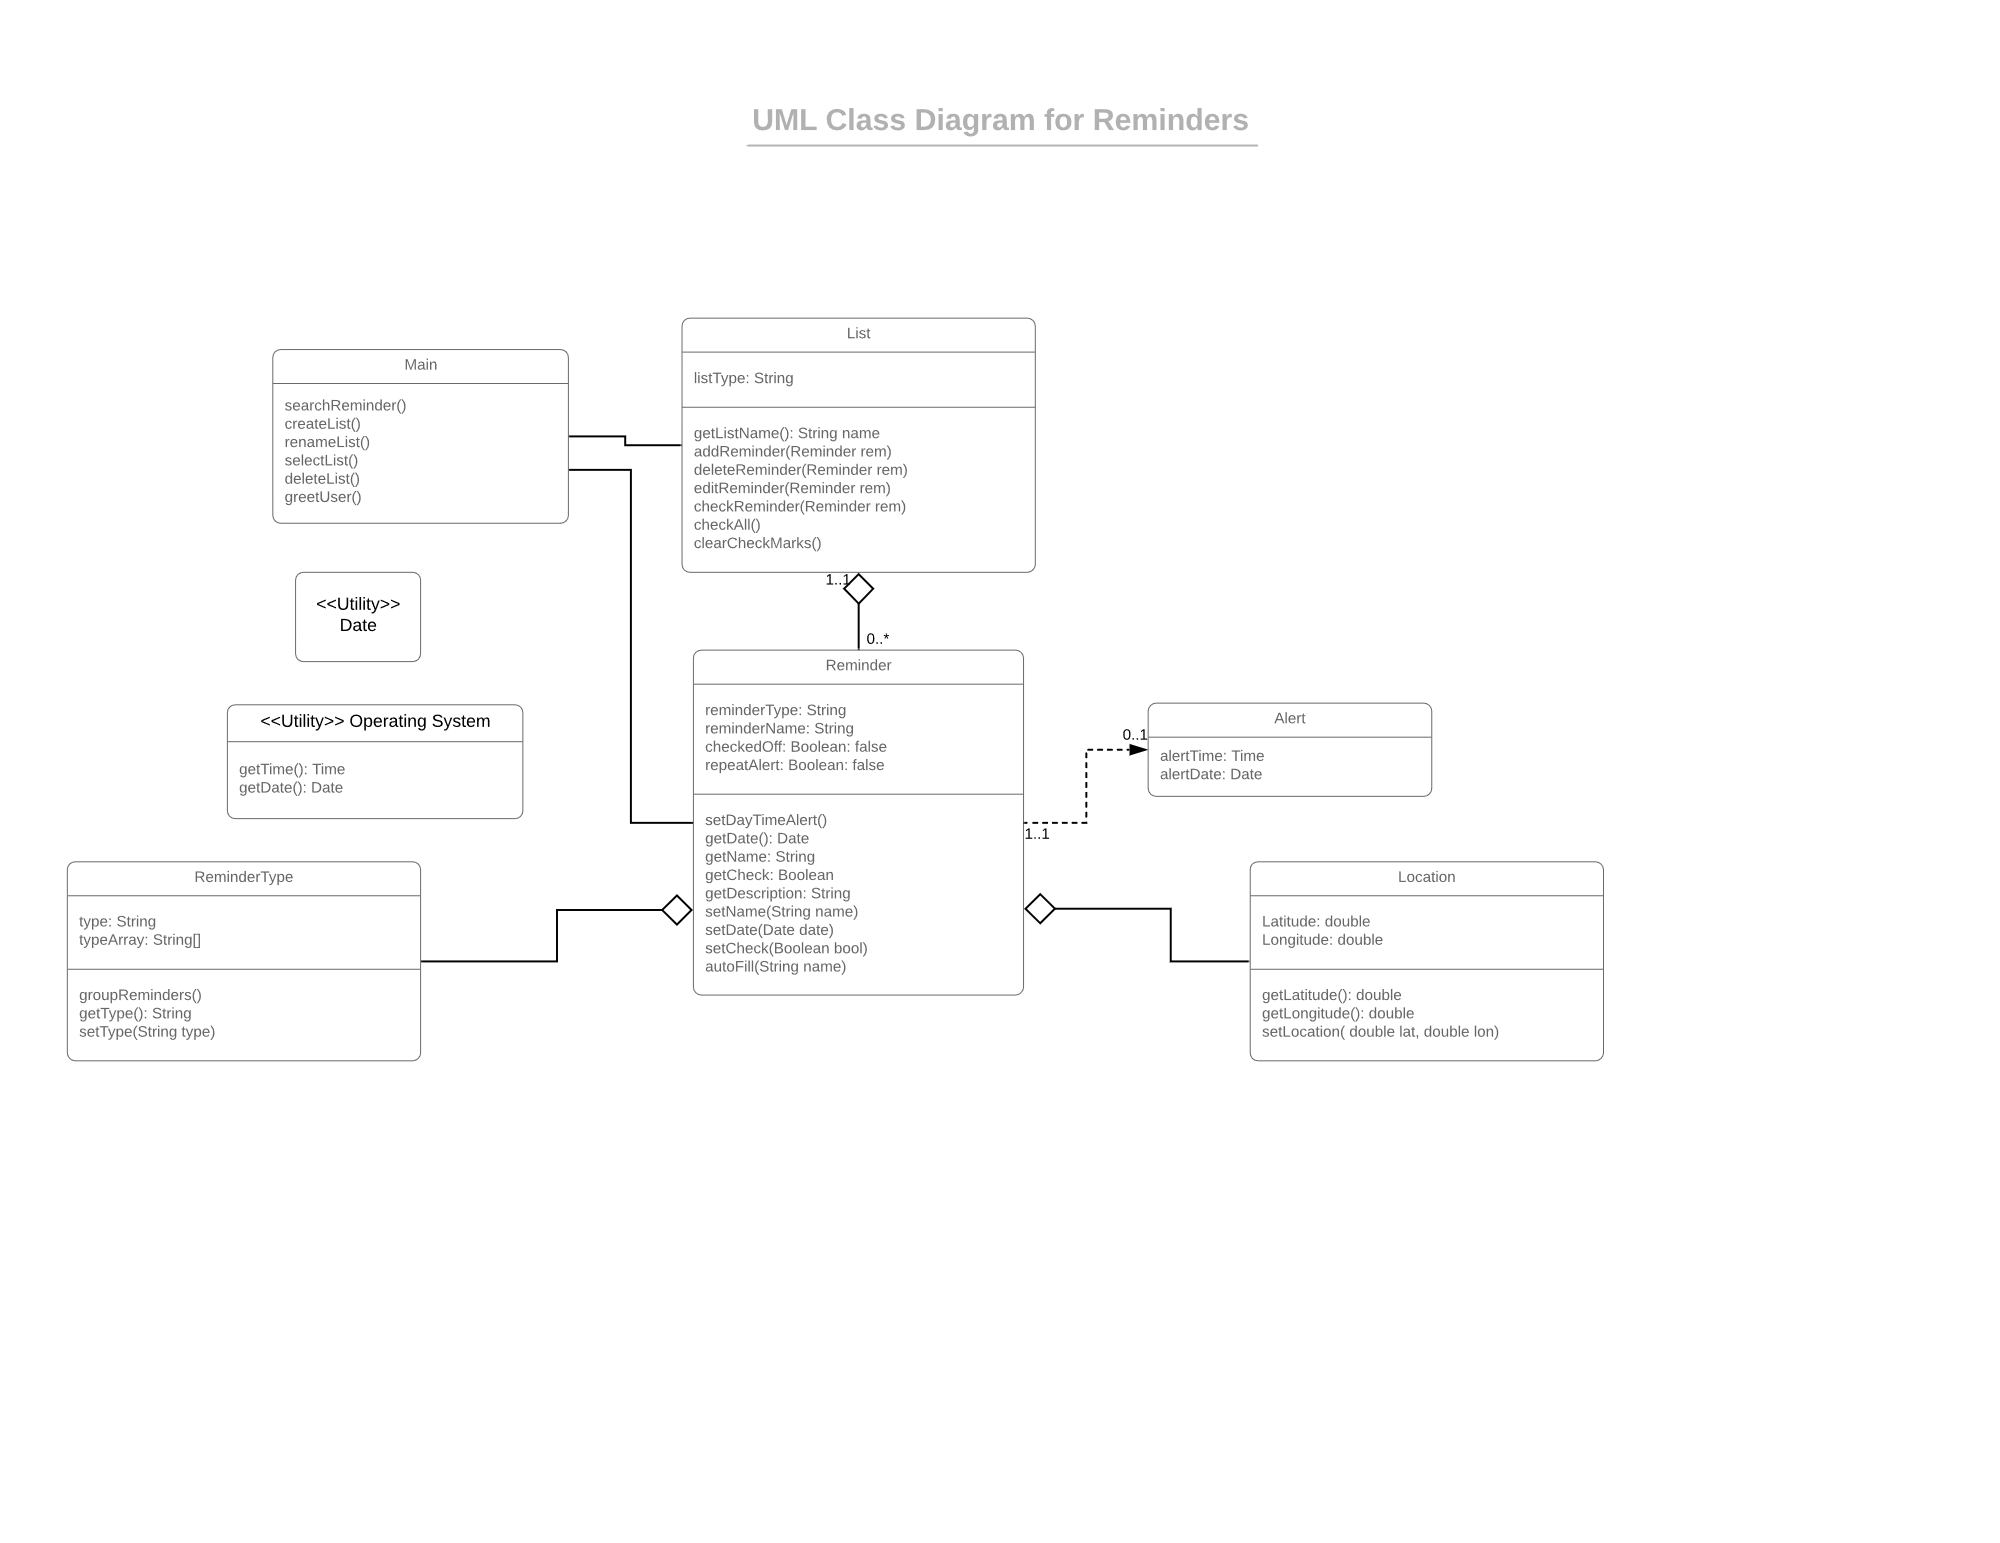 UML Class Diagram for Reminders
List
listType: String
getListName(): String name
addReminder(Reminder rem)
deleteReminder(Reminder rem)
editReminder(Reminder rem)
checkReminder(Reminder rem)
checkAll()
clearCheckMarks()
Main
searchReminder()
createList()
renameList()
selectList()
deleteList()
greetUser()
1..1
0..*
<<Utility>>
Date
<<Utility>> Operating System
getTime(): Time
getDate(): Date
Reminder
reminderType: String
reminderName: String
checkedOff: Boolean: false
repeatAlert: Boolean: false
setDayTimeAlert()
getDate(): Date
getName: String
getCheck: Boolean
getDescription: String
setName(String name)
setDate(Date date)
setCheck(Boolean bool)
autoFill(String name)
0..1
1..1
Alert
alertTime: Time
alertDate: Date
ReminderType
type: String
typeArray: String[]
groupReminders()
getType(): String
setType(String type)
Location
Latitude: double
Longitude: double
getLatitude(): double
getLongitude(): double
setLocation( double lat, double lon)